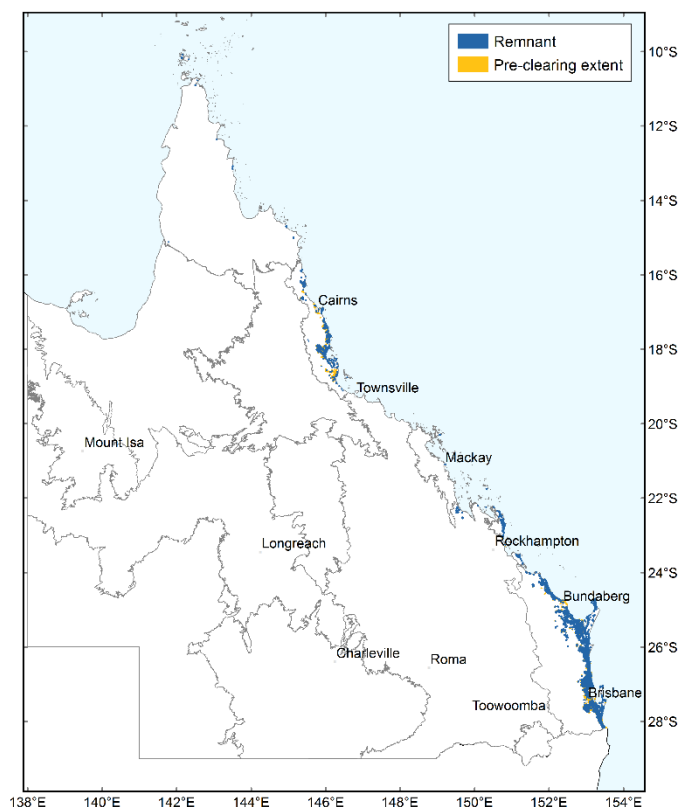 Remnant
Pre-clearing extent
10°S
12°S
14°S
16°S
Cairns
18°S
Townsville
20°S
Mount Isa
Mackay
22°S
Longreach
Rockhampton
24°S
Bundaberg
26°S
Charleville
Roma
Brisbane
Toowoomba
28°S
138°E 140°E 142°E 144°E 146°E 148°E 150°E 152°E 154°E